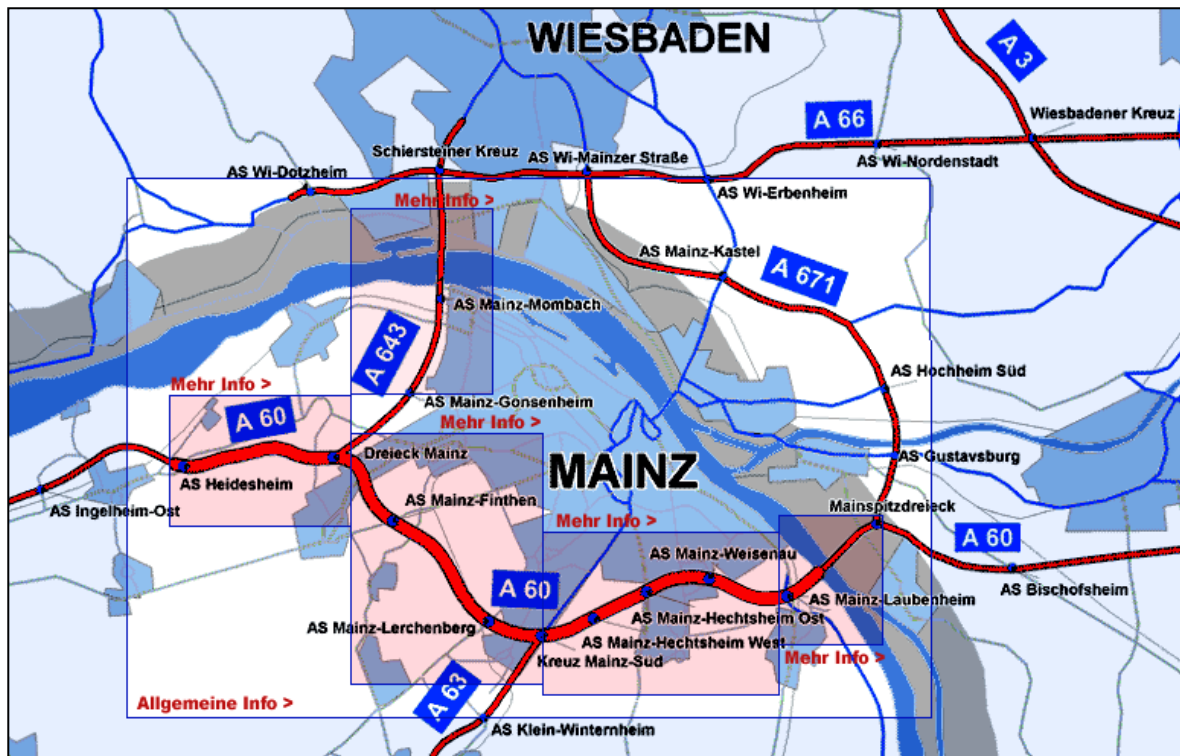 WIESBADEN
A 3
A 66
Wiesbadener Kreuz
Schiersteiner Kreuz
AS Wi-Mainzer Straße
AS Wi-Nordenstadt
AS Wi-Dotzheim
AS Wi-Erbenheim
Mehr Info >
AS Mainz-Kastel
A 671
AS Mainz-Mombach
A 643
AS Hochheim Süd
Mehr Info >
AS Mainz-Gonsenheim
A 60
Mehr Info >
Dreieck Mainz
MAINZ
AS Gustavsburg
AS Heidesheim
AS Mainz-Finthen
Mainspitzdreieck
AS Ingelheim-Ost
Mehr Info >
A 60
AS Mainz-Weisenau
A 60
AS Bischofsheim
AS Mainz-Laubenheim
AS Mainz-Hechtsheim Ost
AS Mainz-Lerchenberg
AS Mainz-Hechtsheim West
Kreuz Mainz-Süd
Mehr Info >
A 63
Allgemeine Info >
AS Klein-Winternheim